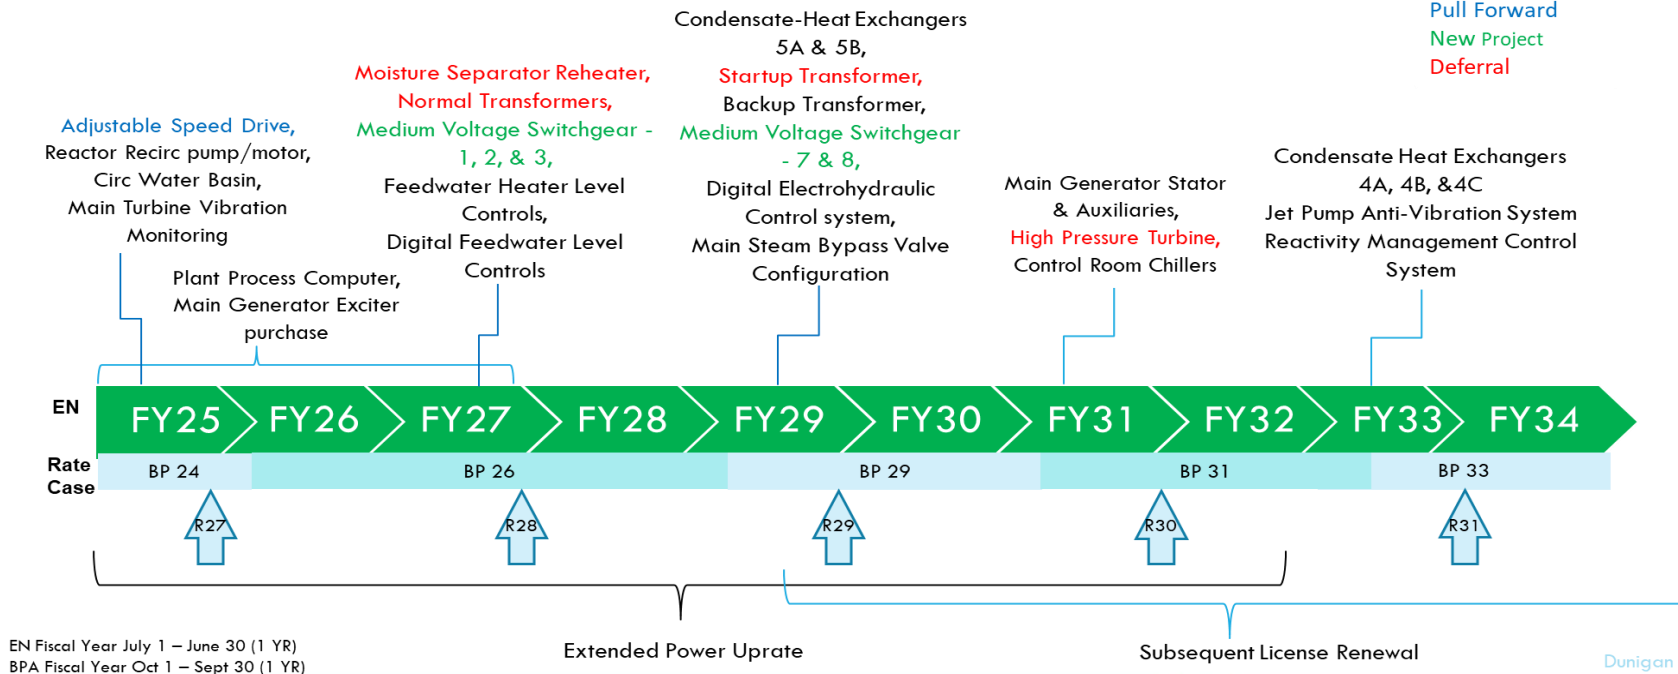 Pull Forward
New Project
Deferral
Adjustable Speed Drive,
Reactor Recirc pump/motor,
Circ Water Basin,
Main Turbine Vibration
Monitoring
Plant Process Computer,
Main Generator Exciter
purchase
Moisture Separator Reheater,
Normal Transformers,
Medium Voltage Switchgear -
1, 2, & 3,
Feedwater Heater Level
Controls,
Digital Feedwater Level
Controls
Condensate-Heat Exchangers
5A & 5B,
Startup Transformer,
Backup Transformer,
Medium Voltage Switchgear
- 7 & 8,
Digital Electrohydraulic
Control system,
Main Steam Bypass Valve
Configuration
Main Generator Stator
& Auxiliaries,
High Pressure Turbine,
Control Room Chillers
Condensate Heat Exchangers
4A, 4B, &4C
Jet Pump Anti-Vibration System
Reactivity Management Control
System
EN
FY25
FY26
FY27
FY28
FY29
FY30
FY31
FY32
FY33
FY34
Rate
Case
BP 24
BP 26
BP 29
BP 31
BP 33
R27
R28
R29
R30
R31
Extended Power Uprate
Subsequent License Renewal
EN Fiscal Year July 1 – June 30 (1 YR)
BPA Fiscal Year Oct 1 – Sept 30 (1 YR)
Dunigan